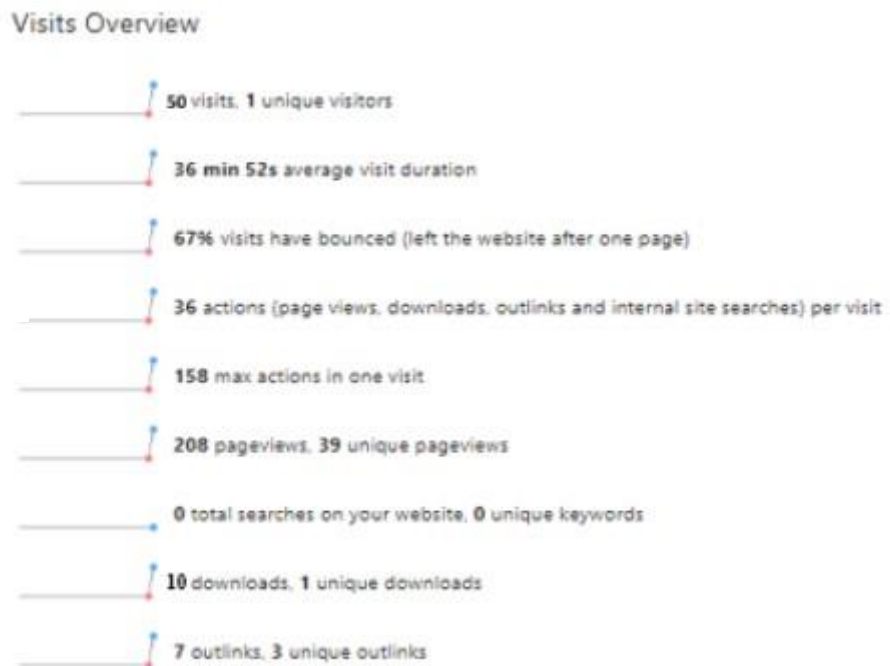 Visits Overview
50 visits, 1 unique visitors
36 min 52s average visit duration
67% visits have bounced (left the website after one page)
36 actions (page views, downloads, outlinks and internal site searches) per visit
158 max actions in one visit
208 pageviews, 39 unique pageviews
0 total searches on your website, 0 unique keywords
10 downloads, 1 unique downloads
7 outlinks, 3 unique outlinks